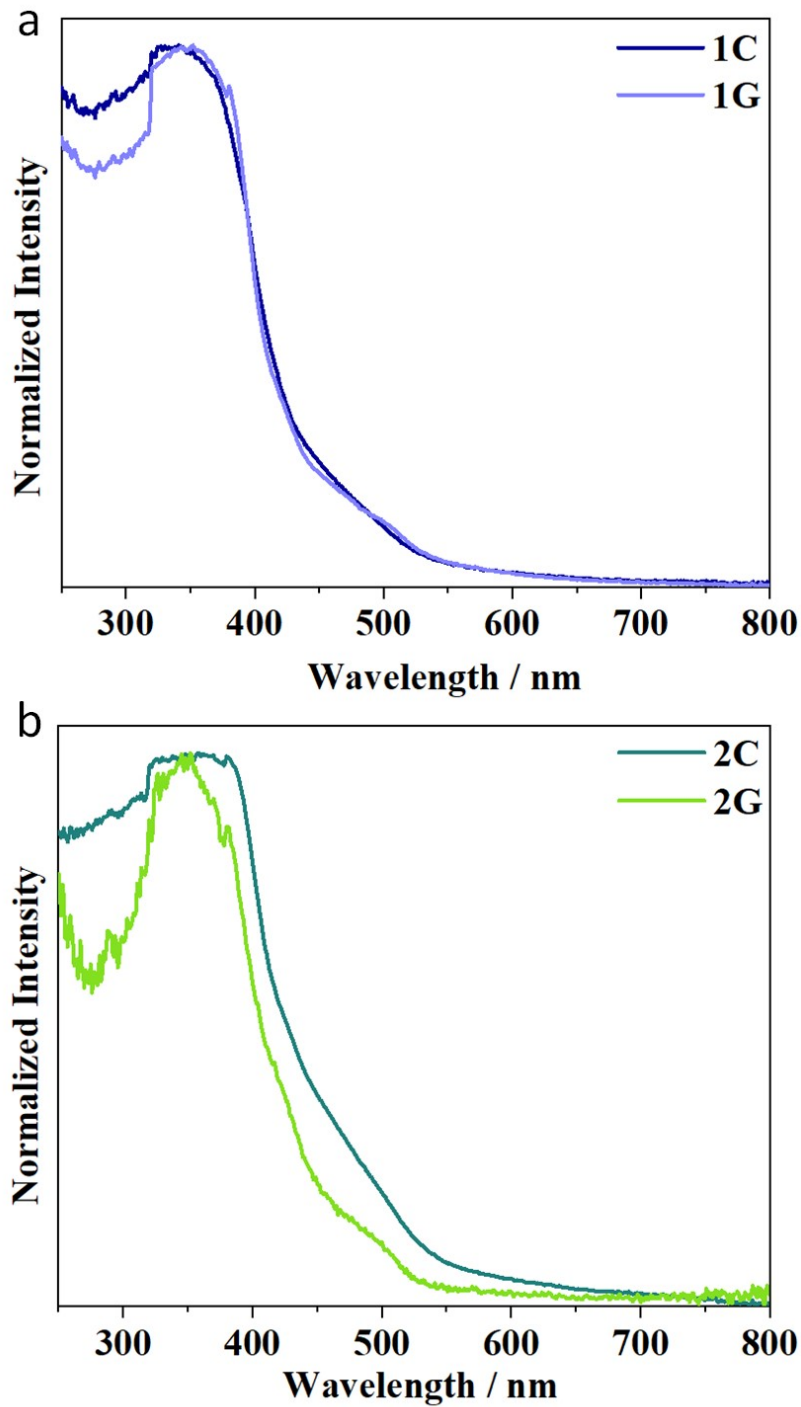 a
1C
1G
Normalized Intensity
300 400 500 600 700 800
Wavelength / nm
b
2C
2G
Normalized Intensity
300 400 500 600 700 800
Wavelength / nm